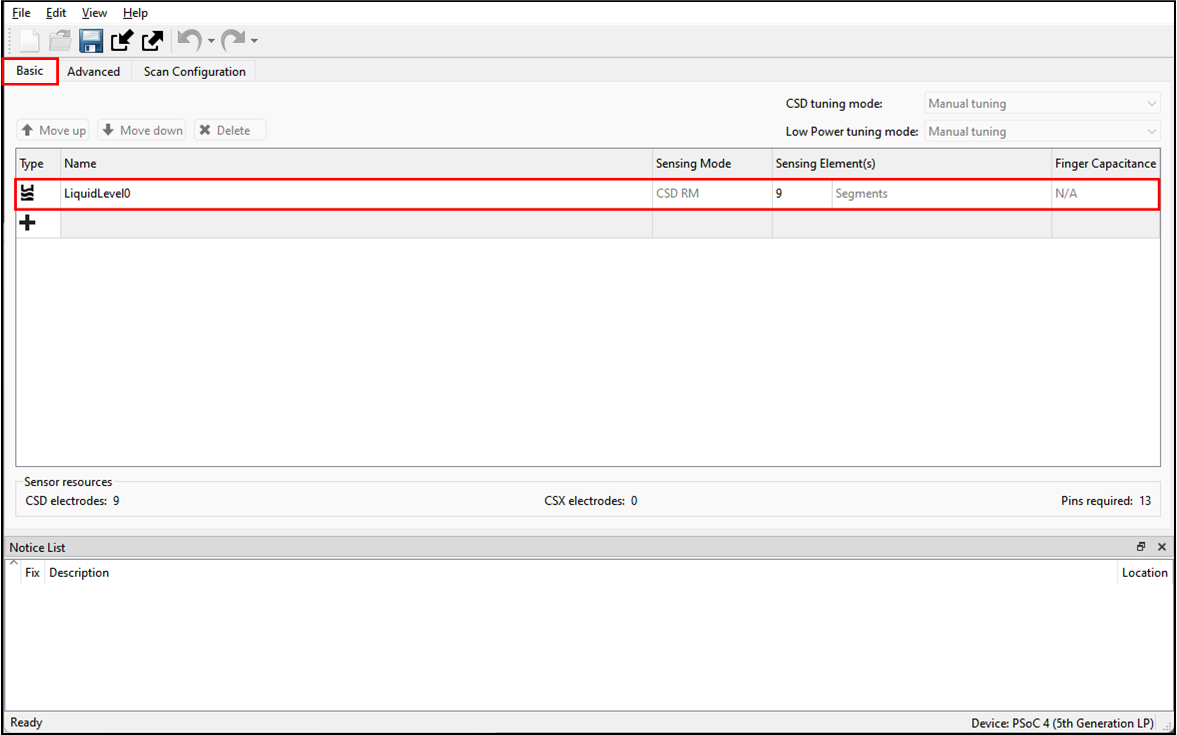 File Edit View Help
Basic Advanced Scan Configuration
CSD tuning mode: Manual tuning
Move up Move down Delete Low Power tuning mode: Manual tuning
Type Name Sensing Mode Sensing Element(s) Finger Capacitance
LiquidLevel0 CSD RM 9 Segments N/A
Sensor resources
CSD electrodes: 9 CSX electrodes: 0 Pins required: 13
Notice List
Fix Description Location
Ready Device: PSoC 4 (5th Generation LP)